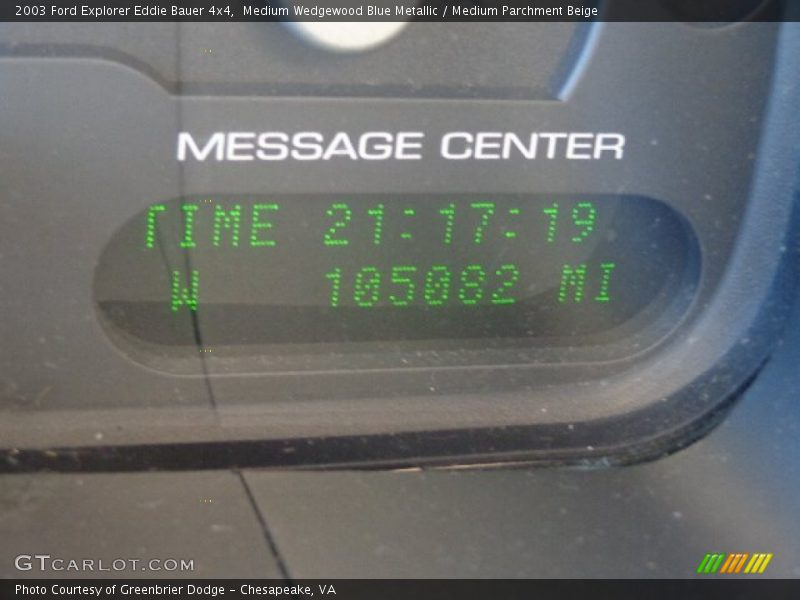 2003 Ford Explorer Eddie Bauer 4x4, Medium Wedgewood Blue Metallic / Medium Parchment Beige
MESSAGE CENTER
TIME 21:17:19
W 105082 MI
GTCARLOT.COM
Photo Courtesy of Greenbrier Dodge - Chesapeake, VA